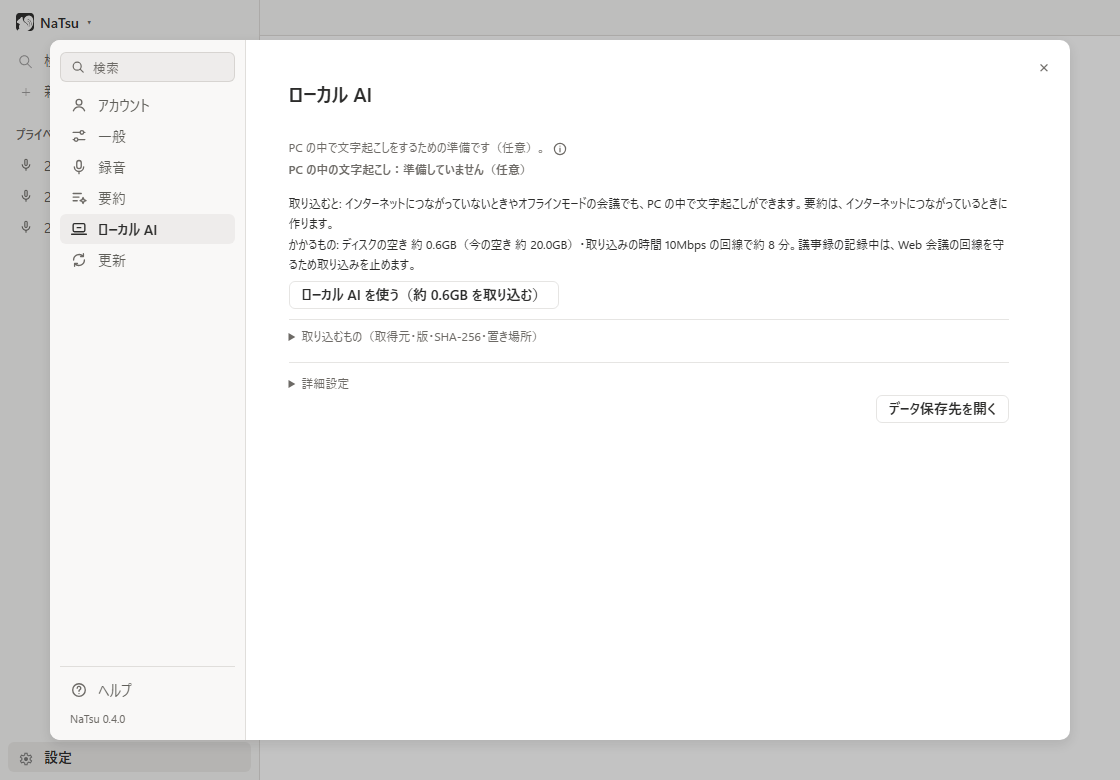 NaTsu
検索
プライベ
2
2
2
設定
検索
アカウント
一般
録音
要約
ローカル AI
更新
ヘルプ
NaTsu 0.4.0
ローカル AI
PC の中で文字起こしをするための準備です（任意）。
PC の中の文字起こし：準備していません（任意）
取り込むと: インターネットにつながっていないときやオフラインモードの会議でも、PC の中で文字起こしができます。要約は、インターネットにつながっているときに
作ります。
かかるもの: ディスクの空き 約 0.6GB（今の空き 約 20.0GB）・取り込みの時間 10Mbps の回線で約 8 分。議事録の記録中は、Web 会議の回線を守
るため取り込みを止めます。
ローカル AI を使う（約 0.6GB を取り込む）
取り込むもの（取得元・版・SHA-256・置き場所）
詳細設定
データ保存先を開く